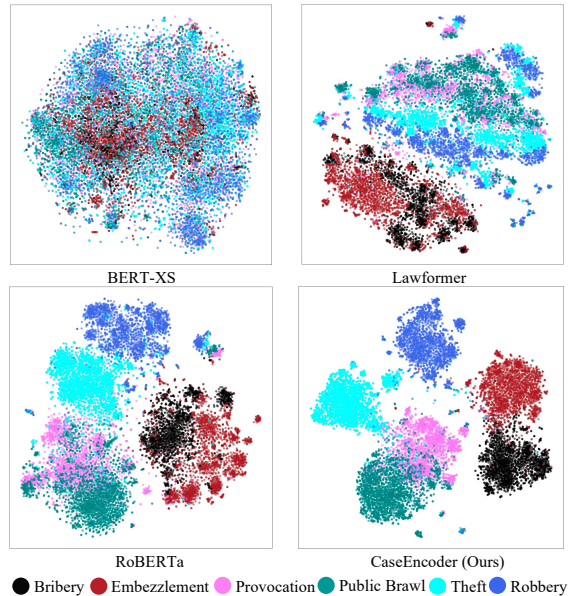 BERT-XS
Lawformer
RoBERTa
CaseEncoder (Ours)
Bribery Embezzlement Provocation Public Brawl Theft Robbery